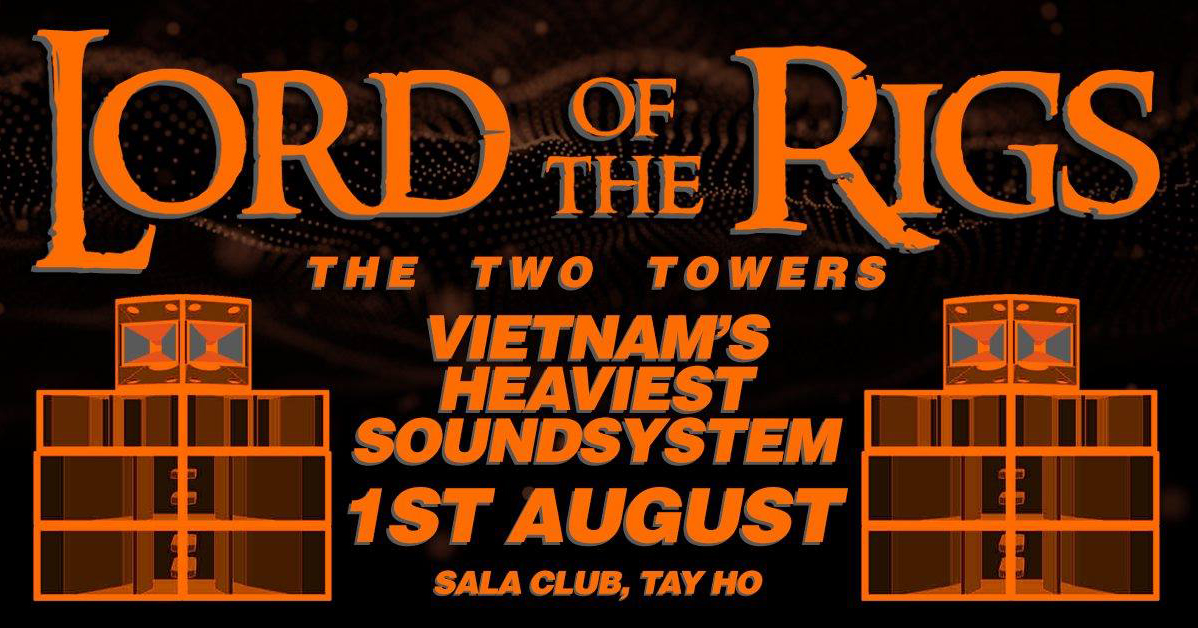 LORD OF THE RIGS
THE TWO TOWERS
VIETNAM'S
HEAVIEST
SOUNDSYSTEM
1ST AUGUST
SALA CLUB, TAY HO